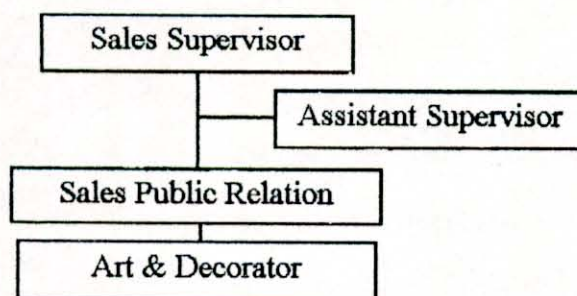 Sales Supervisor
Assistant Supervisor
Sales Public Relation
Art & Decorator